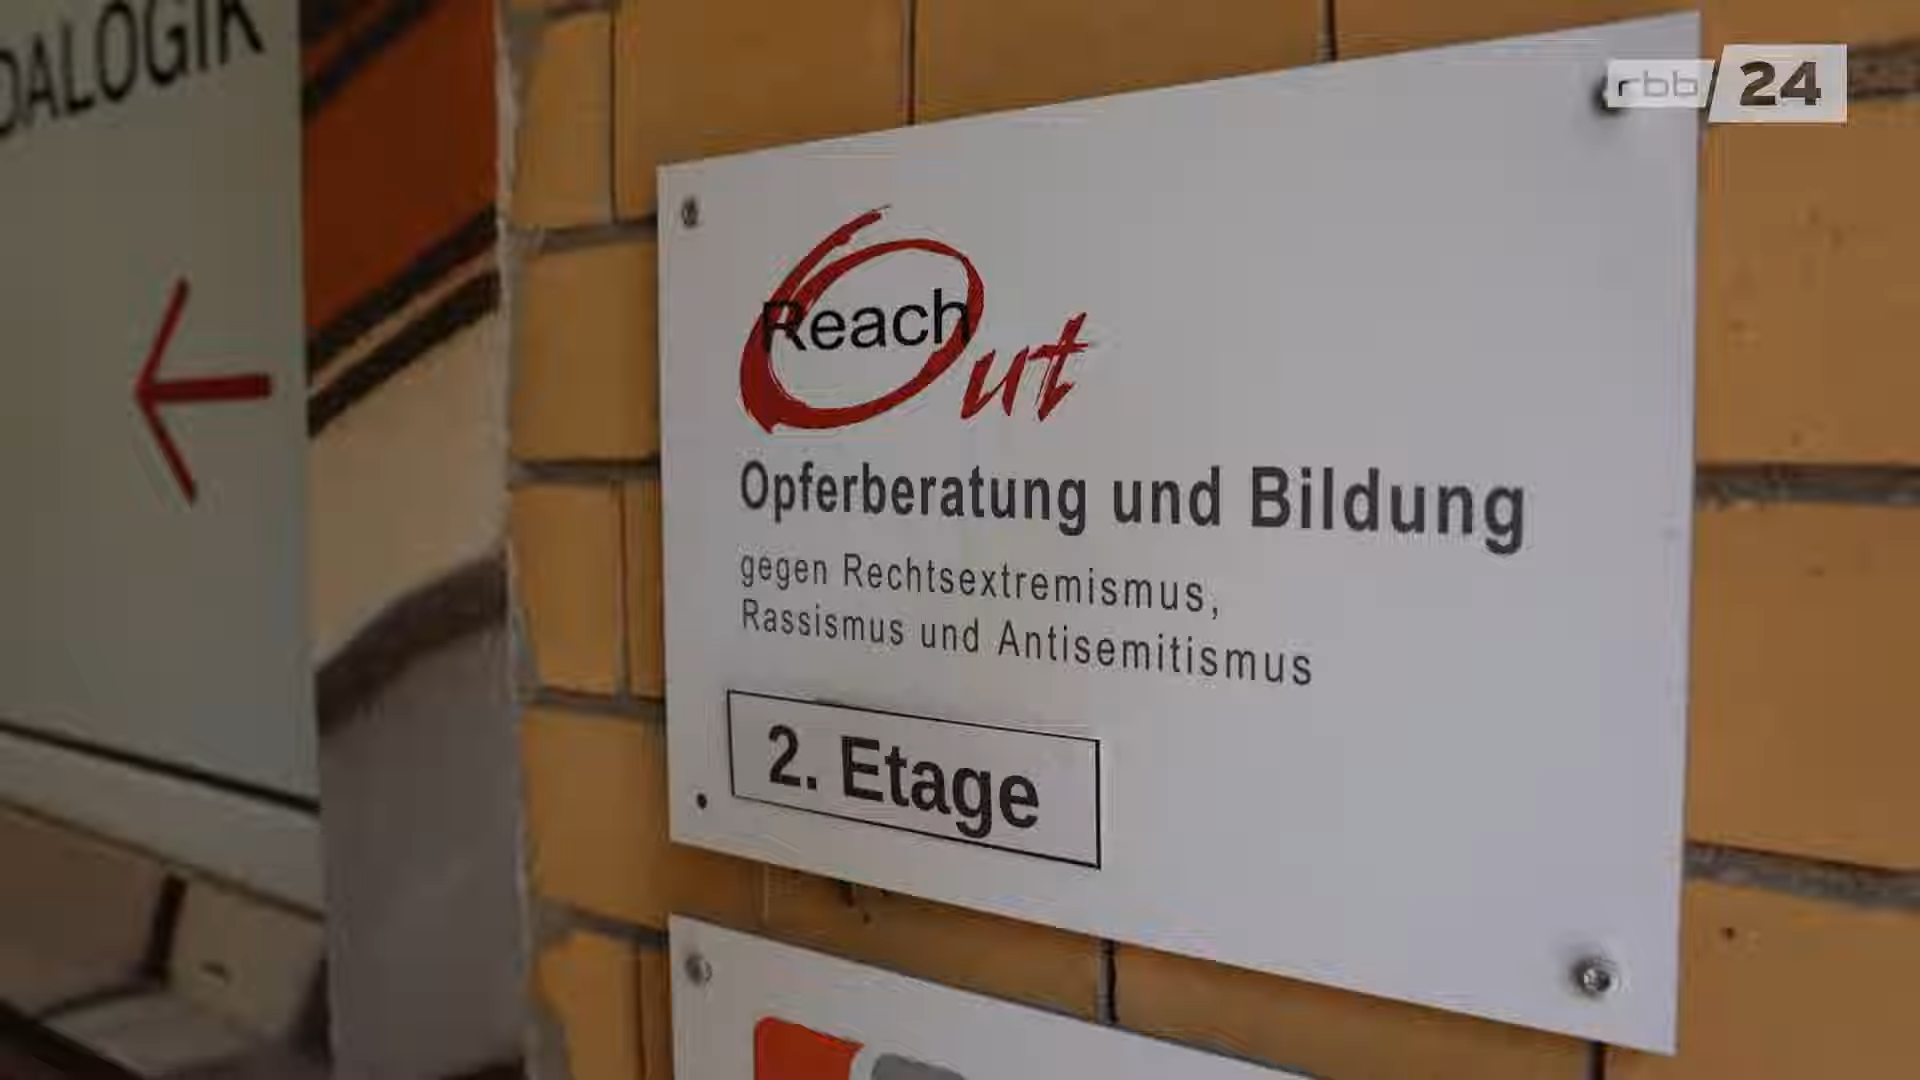 DALOGIK
rbb 24
Reach Out
Opferberatung und Bildung
gegen Rechtsextremismus,
Rassismus und Antisemitismus
2. Etage